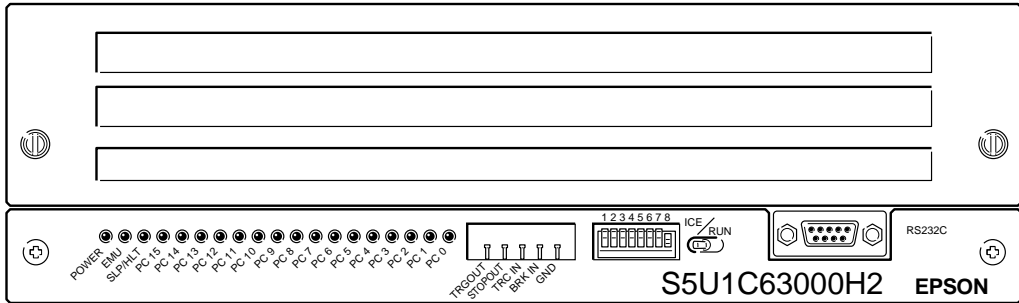 POWER
EMU
SLP/HLT
PC 15
PC 14
PC 13
PC 12
PC 11
PC 10
PC 9
PC 8
PC 7
PC 6
PC 5
PC 4
PC 3
PC 2
PC 1
PC 0
TRGOUT
STOPOUT
TRC IN
BRK IN
GND
1 2 3 4 5 6 7 8
ICE/RUN
RS232C
S5U1C63000H2
EPSON